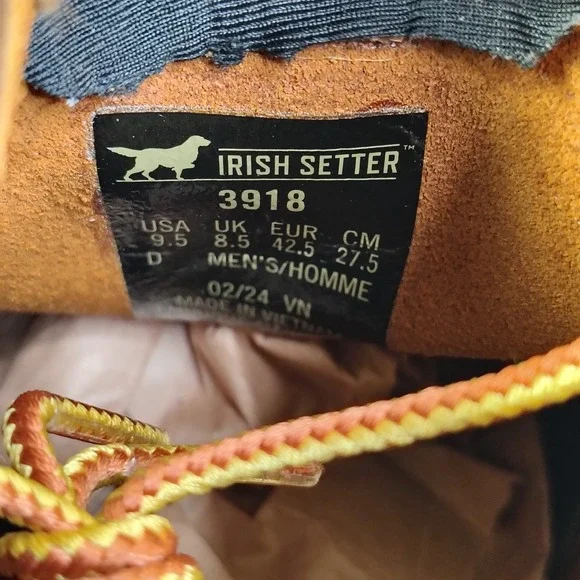 IRISH SETTER™
3918
USA UK EUR CM
9.5 8.5 42.5 27.5
D MEN'S/HOMME
02/24 VN
MADE IN VIETNAM